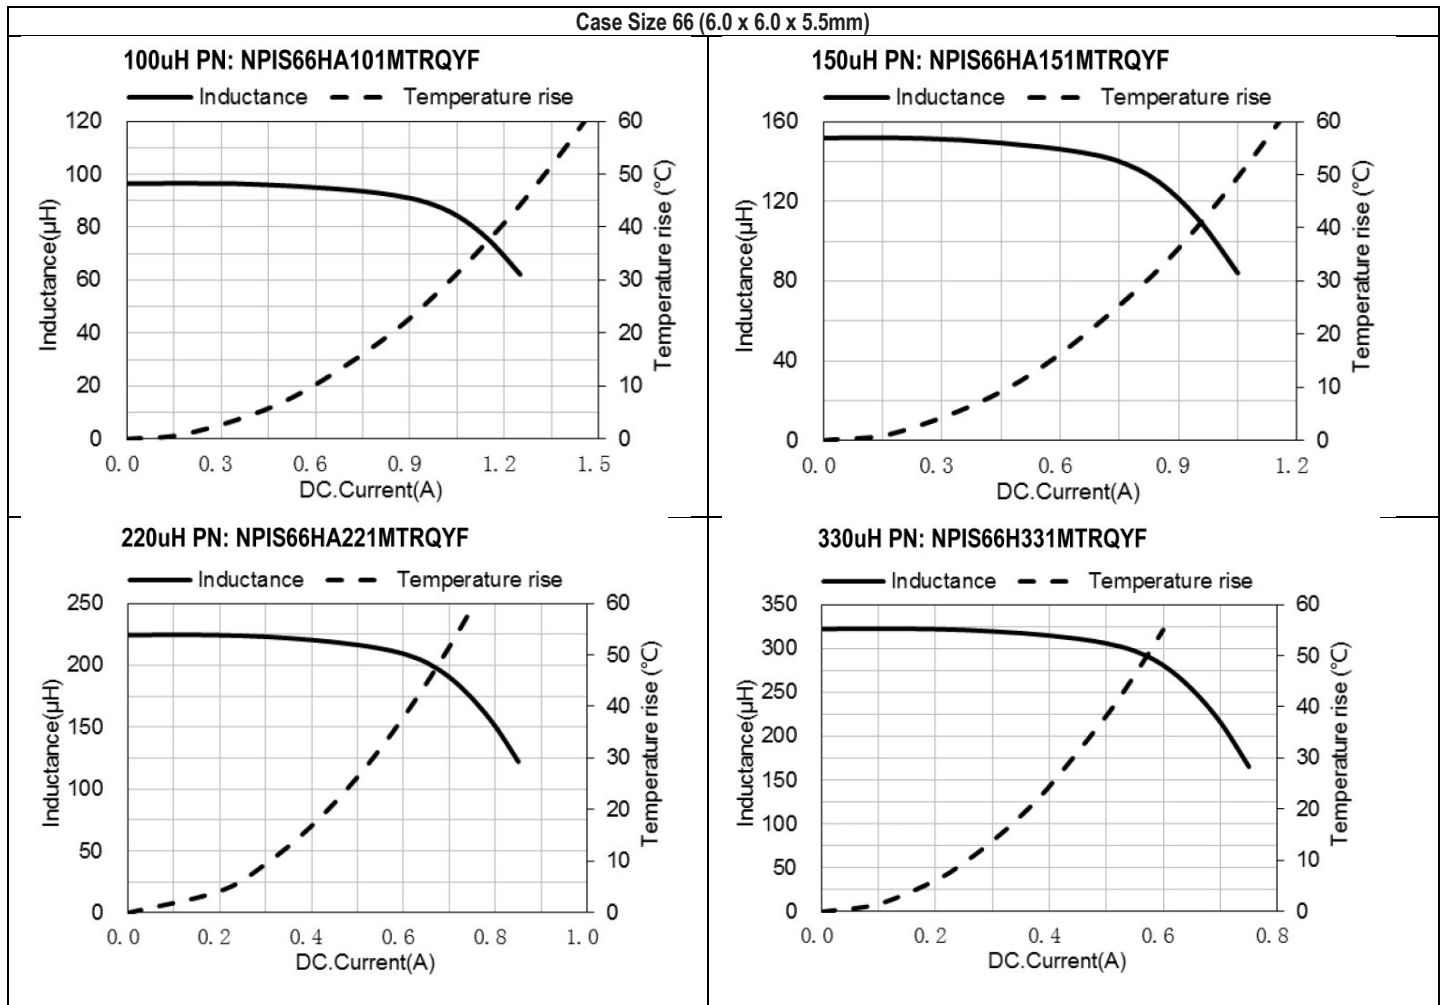 Case Size 66 (6.0 x 6.0 x 5.5mm)
100uH PN: NPIS66HA101MTRQYF
Inductance Temperature rise
120
100
80
60
40
20
0
Inductance(μH)
60
50
40
30
20
10
0
Temperature rise (℃)
0.0 0.3 0.6 0.9 1.2 1.5
DC.Current(A)
150uH PN: NPIS66HA151MTRQYF
Inductance Temperature rise
160
120
80
40
0
Inductance(μH)
60
50
40
30
20
10
0
Temperature rise (℃)
0.0 0.3 0.6 0.9 1.2
DC.Current(A)
220uH PN: NPIS66HA221MTRQYF
Inductance Temperature rise
250
200
150
100
50
0
Inductance(μH)
60
50
40
30
20
10
0
Temperature rise (℃)
0.0 0.2 0.4 0.6 0.8 1.0
DC.Current(A)
330uH PN: NPIS66H331MTRQYF
Inductance Temperature rise
350
300
250
200
150
100
50
0
Inductance(μH)
60
50
40
30
20
10
0
Temperature rise (℃)
0.0 0.2 0.4 0.6 0.8
DC.Current(A)